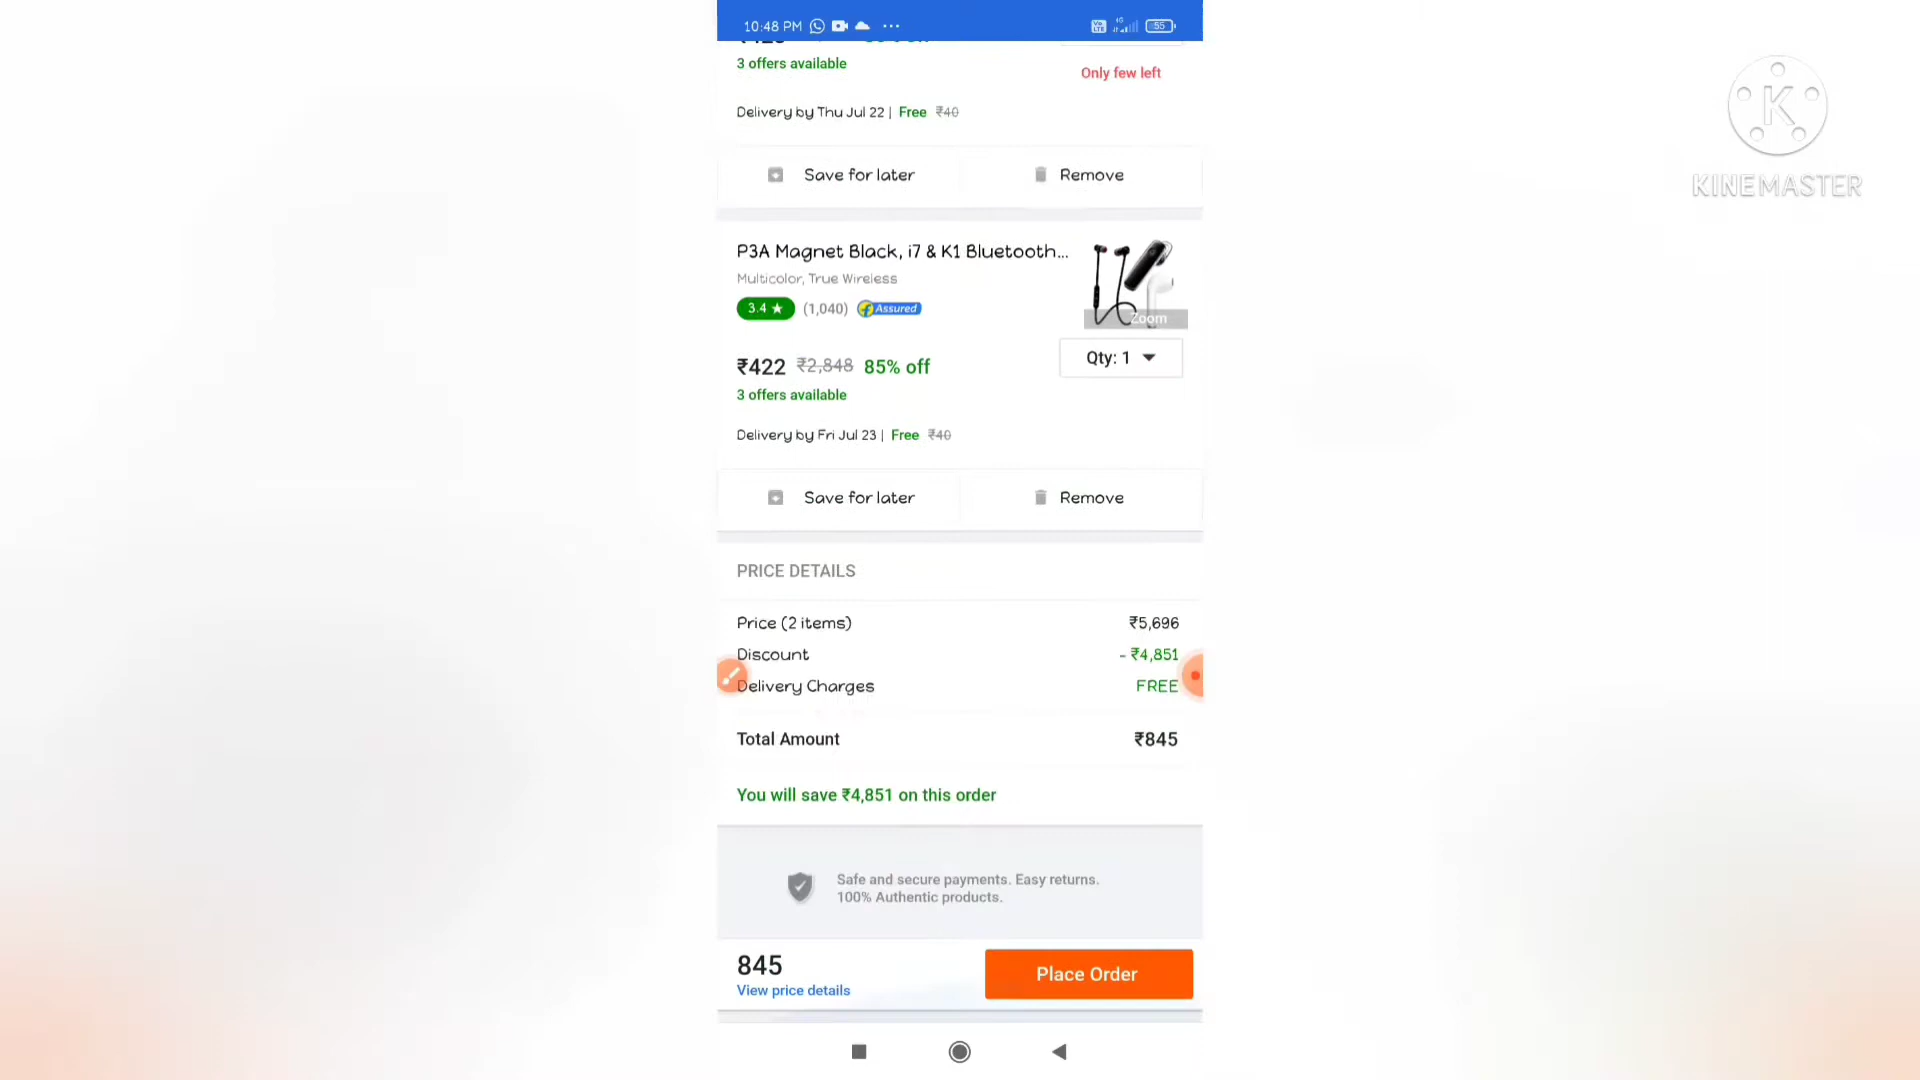 10:48 PM
55
3 offers available
Only few left
Delivery by Thu Jul 22 | Free ₹40
Save for later
Remove
P3A Magnet Black, i7 & K1 Bluetooth...
Multicolor, True Wireless
3.4 ★ (1,040) Assured
Zoom
₹422 ₹2,848 85% off
Qty: 1
3 offers available
Delivery by Fri Jul 23 | Free ₹40
Save for later
Remove
PRICE DETAILS
Price (2 items) ₹5,696
Discount - ₹4,851
Delivery Charges FREE
Total Amount ₹845
You will save ₹4,851 on this order
Safe and secure payments. Easy returns.
100% Authentic products.
845
View price details
Place Order
K
KINEMASTER